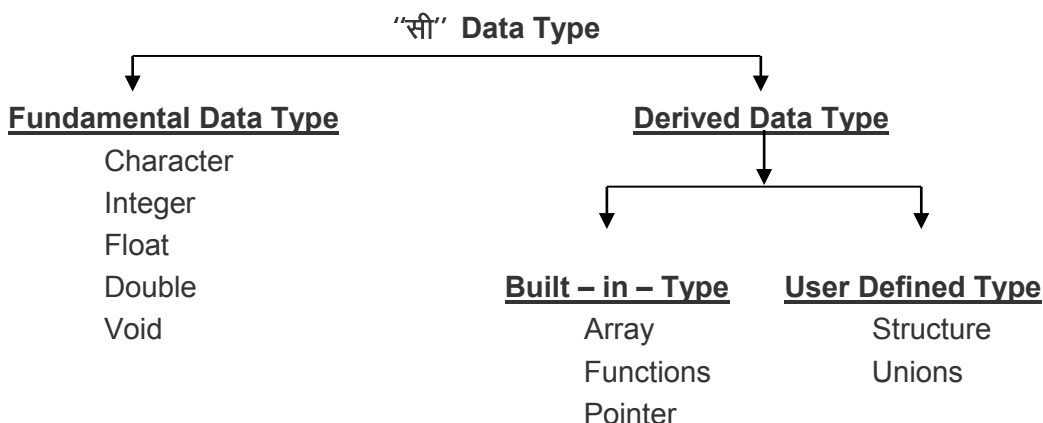 “सी” Data Type
Fundamental Data Type
Character
Integer
Float
Double
Void
Derived Data Type
Built – in – Type
Array
Functions
Pointer
User Defined Type
Structure
Unions